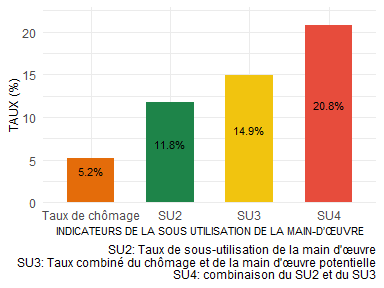 TAUX (%)
20
15
10
5
0
5.2%
11.8%
14.9%
20.8%
Taux de chômage SU2 SU3 SU4
INDICATEURS DE LA SOUS UTILISATION DE LA MAIN-D'ŒUVRE
SU2: Taux de sous-utilisation de la main d'œuvre
SU3: Taux combiné du chômage et de la main d'œuvre potentielle
SU4: combinaison du SU2 et du SU3